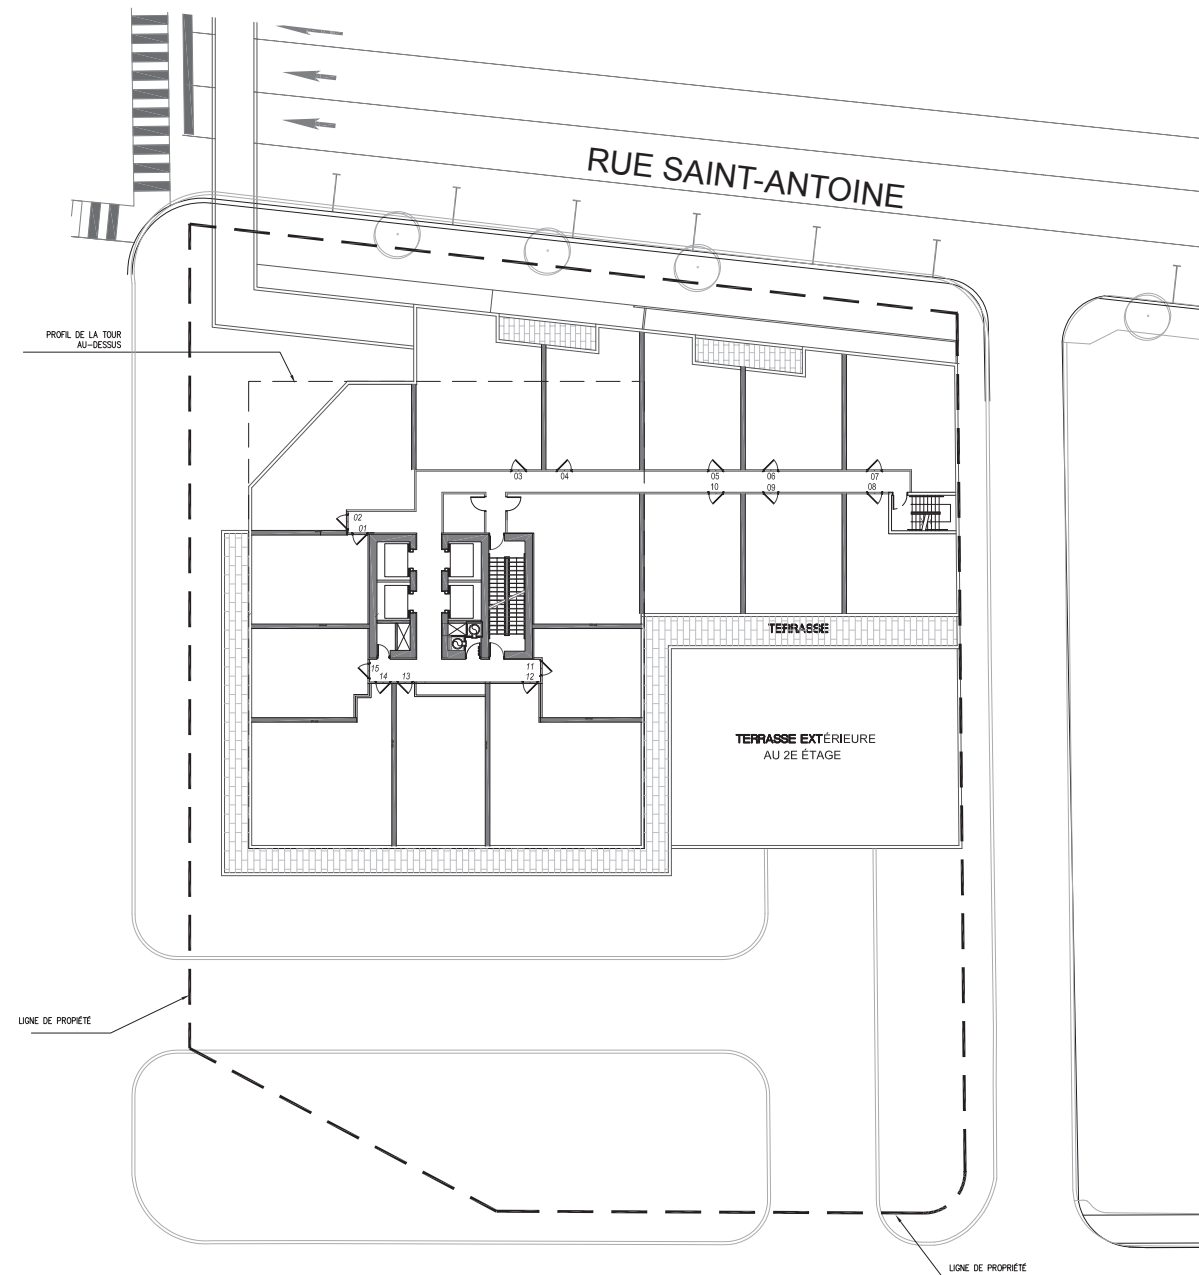 RUE SAINT-ANTOINE
PROFIL DE LA TOUR
AU-DESSUS
03
04
05
06
07
10
09
08
02
01
TERRASSE
15
14
13
11
12
TERRASSE EXTÉRIEURE
AU 2E ÉTAGE
LIGNE DE PROPIÉTÉ
LIGNE DE PROPRIÉTÉ